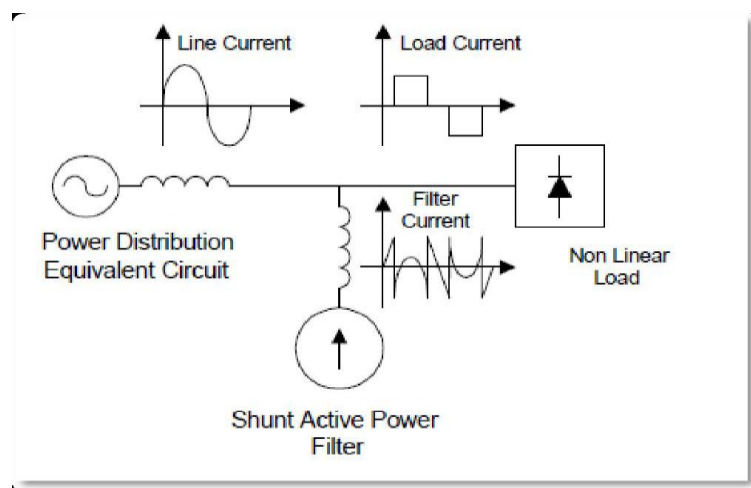 Line Current
Load Current
Filter
Current
Power Distribution
Equivalent Circuit
Non Linear
Load
Shunt Active Power
Filter